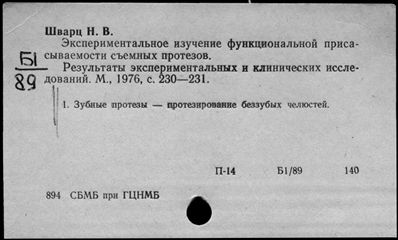 Шварц Н. В.
Экспериментальное изучение функциональной приса-
сываемости съемных протезов.
Б1
89
Результаты экспериментальных и клинических иссле-
дований. М., 1976, с. 230—231.
1. Зубные протезы — протезирование беззубых челюстей.
П-14 Б1/89 140
894 СБМБ при ГЦНМБ